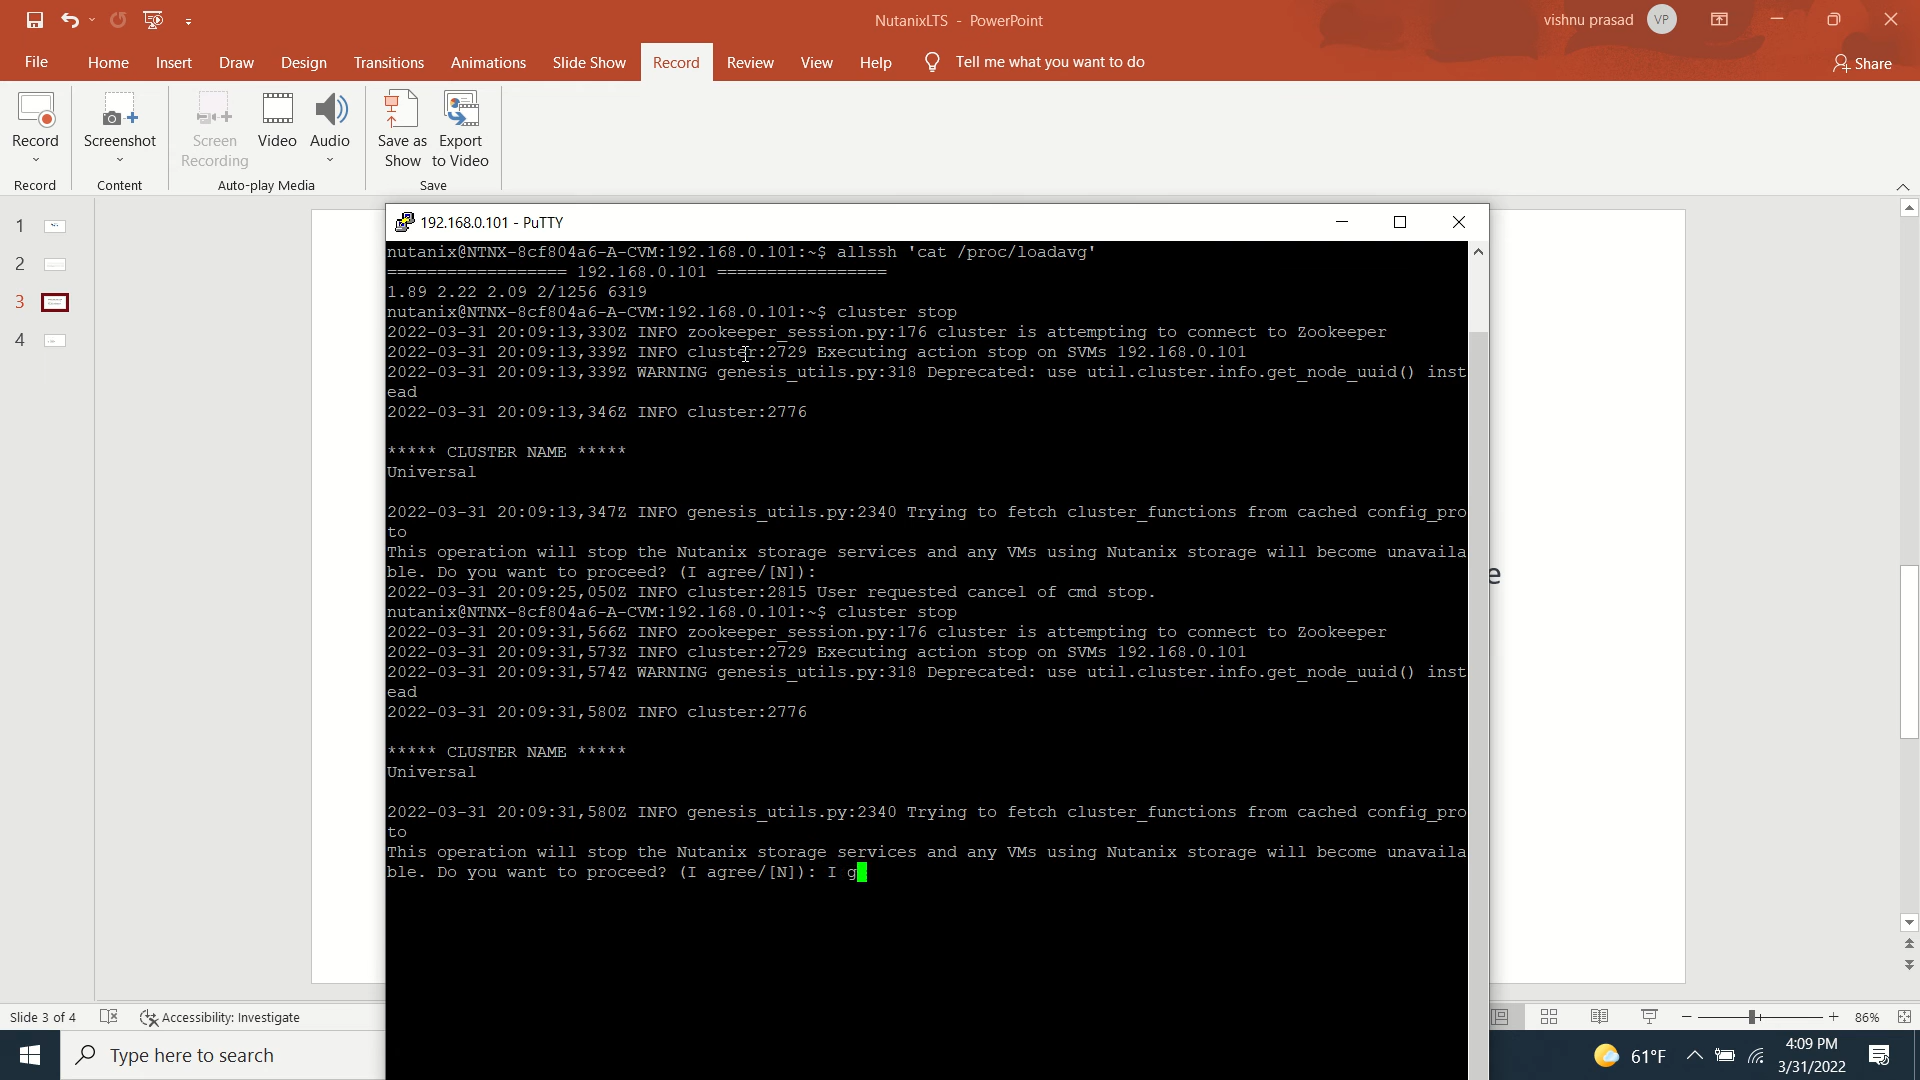 NutanixLTS - PowerPoint
vishnu prasad
VP
File Home Insert Draw Design Transitions Animations Slide Show Record Review View Help Tell me what you want to do
Share
Record Screenshot Screen Recording Video Audio Save as Show Export to Video
Record Content Auto-play Media Save
1
2
3
4
192.168.0.101 - PuTTY
nutanix@NTNX-8cf804a6-A-CVM:192.168.0.101:~$ allssh 'cat /proc/loadavg'
================== 192.168.0.101 =================
1.89 2.22 2.09 2/1256 6319
nutanix@NTNX-8cf804a6-A-CVM:192.168.0.101:~$ cluster stop
2022-03-31 20:09:13,330Z INFO zookeeper_session.py:176 cluster is attempting to connect to Zookeeper
2022-03-31 20:09:13,339Z INFO cluster:2729 Executing action stop on SVMs 192.168.0.101
2022-03-31 20:09:13,339Z WARNING genesis_utils.py:318 Deprecated: use util.cluster.info.get_node_uuid() inst
ead
2022-03-31 20:09:13,346Z INFO cluster:2776
***** CLUSTER NAME *****
Universal
2022-03-31 20:09:13,347Z INFO genesis_utils.py:2340 Trying to fetch cluster_functions from cached config_pro
to
This operation will stop the Nutanix storage services and any VMs using Nutanix storage will become unavaila
ble. Do you want to proceed? (I agree/[N]):
2022-03-31 20:09:25,050Z INFO cluster:2815 User requested cancel of cmd stop.
nutanix@NTNX-8cf804a6-A-CVM:192.168.0.101:~$ cluster stop
2022-03-31 20:09:31,566Z INFO zookeeper_session.py:176 cluster is attempting to connect to Zookeeper
2022-03-31 20:09:31,573Z INFO cluster:2729 Executing action stop on SVMs 192.168.0.101
2022-03-31 20:09:31,574Z WARNING genesis_utils.py:318 Deprecated: use util.cluster.info.get_node_uuid() inst
ead
2022-03-31 20:09:31,580Z INFO cluster:2776
***** CLUSTER NAME *****
Universal
2022-03-31 20:09:31,580Z INFO genesis_utils.py:2340 Trying to fetch cluster_functions from cached config_pro
to
This operation will stop the Nutanix storage services and any VMs using Nutanix storage will become unavaila
ble. Do you want to proceed? (I agree/[N]): I g
e
Slide 3 of 4 Accessibility: Investigate
86%
Type here to search
61°F
4:09 PM
3/31/2022